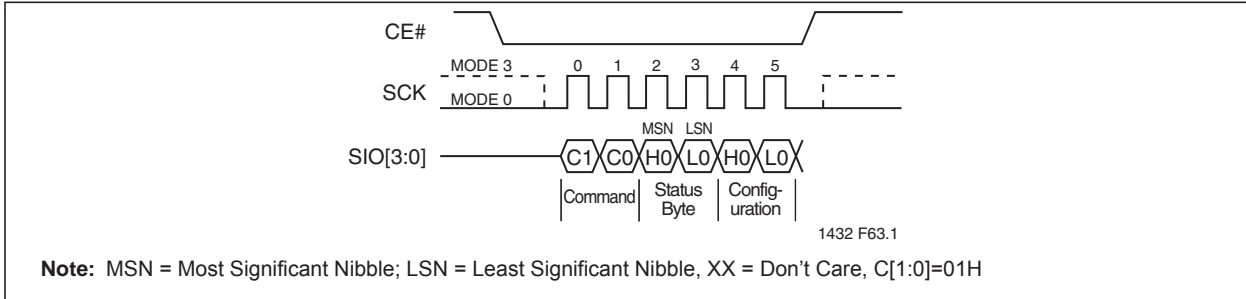 CE#
MODE 3
0 1 2 3 4 5
SCK
MODE 0
MSN LSN
SIO[3:0]
C1 C0 H0 L0 H0 L0
Command
Status
Byte
Config-
uration
1432 F63.1
Note: MSN = Most Significant Nibble; LSN = Least Significant Nibble, XX = Don’t Care, C[1:0]=01H